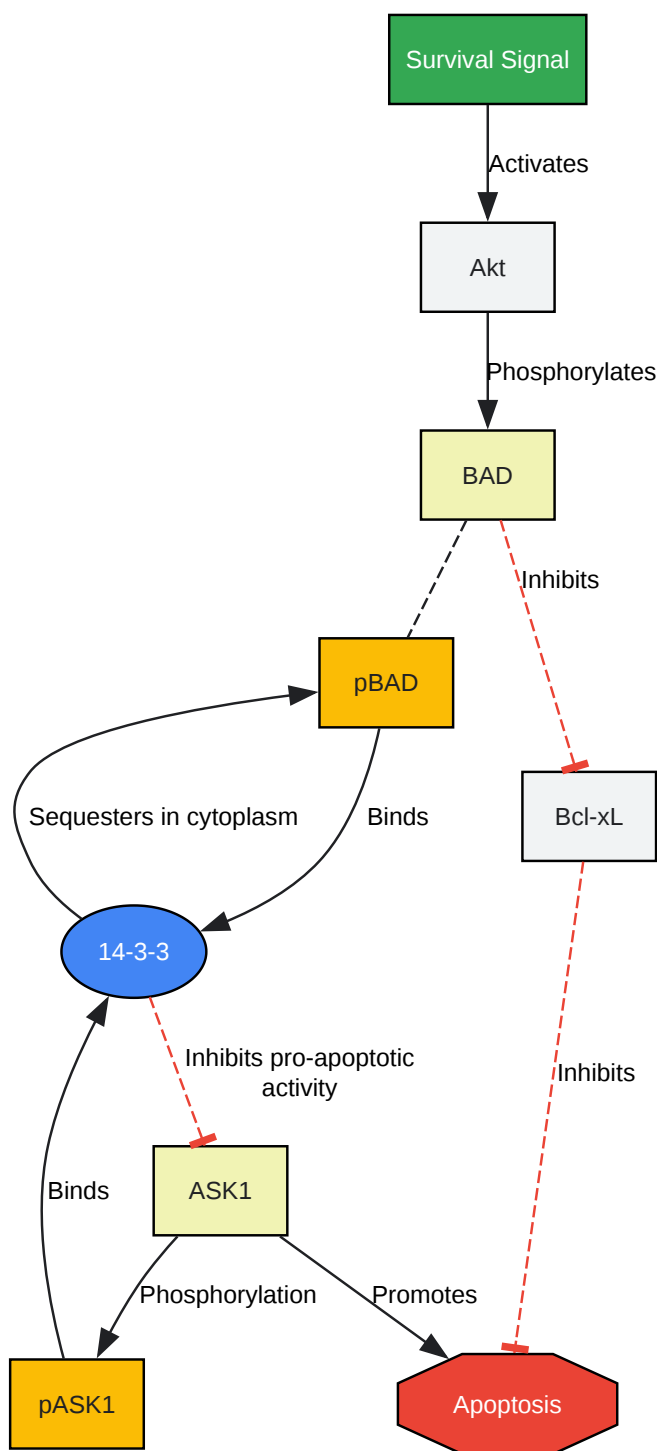 Survival Signal
Activates
Akt
Phosphorylates
BAD
Inhibits
pBAD
Sequesters in cytoplasm
Binds
Bcl-xL
14-3-3
Inhibits pro-apoptotic
activity
Inhibits
Binds
ASK1
Phosphorylation
Promotes
pASK1
Apoptosis